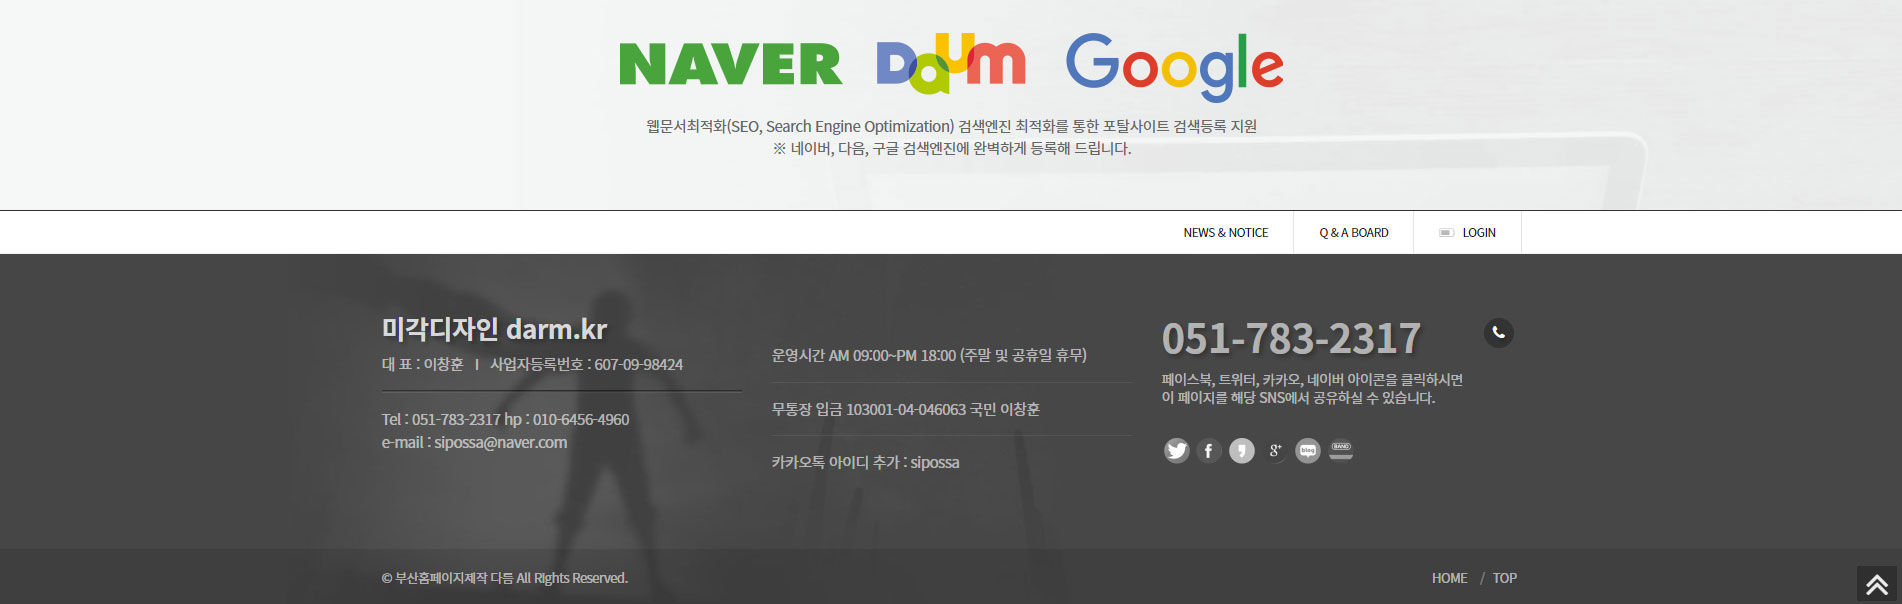 NAVER Daum Google
웹문서최적화(SEO, Search Engine Optimization) 검색엔진 최적화를 통한 포탈사이트 검색등록 지원
※ 네이버, 다음, 구글 검색엔진에 완벽하게 등록해 드립니다.
NEWS & NOTICE
Q & A BOARD
LOGIN
미각디자인 darm.kr
대 표 : 이창훈 I 사업자등록번호 : 607-09-98424
Tel : 051-783-2317 hp : 010-6456-4960
e-mail : sipossa@naver.com
운영시간 AM 09:00~PM 18:00 (주말 및 공휴일 휴무)
무통장 입금 103001-04-046063 국민 이창훈
카카오톡 아이디 추가 : sipossa
051-783-2317
페이스북, 트위터, 카카오, 네이버 아이콘을 클릭하시면
이 페이지를 해당 SNS에서 공유하실 수 있습니다.
f g+ blog BAND
© 부산홈페이지제작 다름 All Rights Reserved.
HOME / TOP